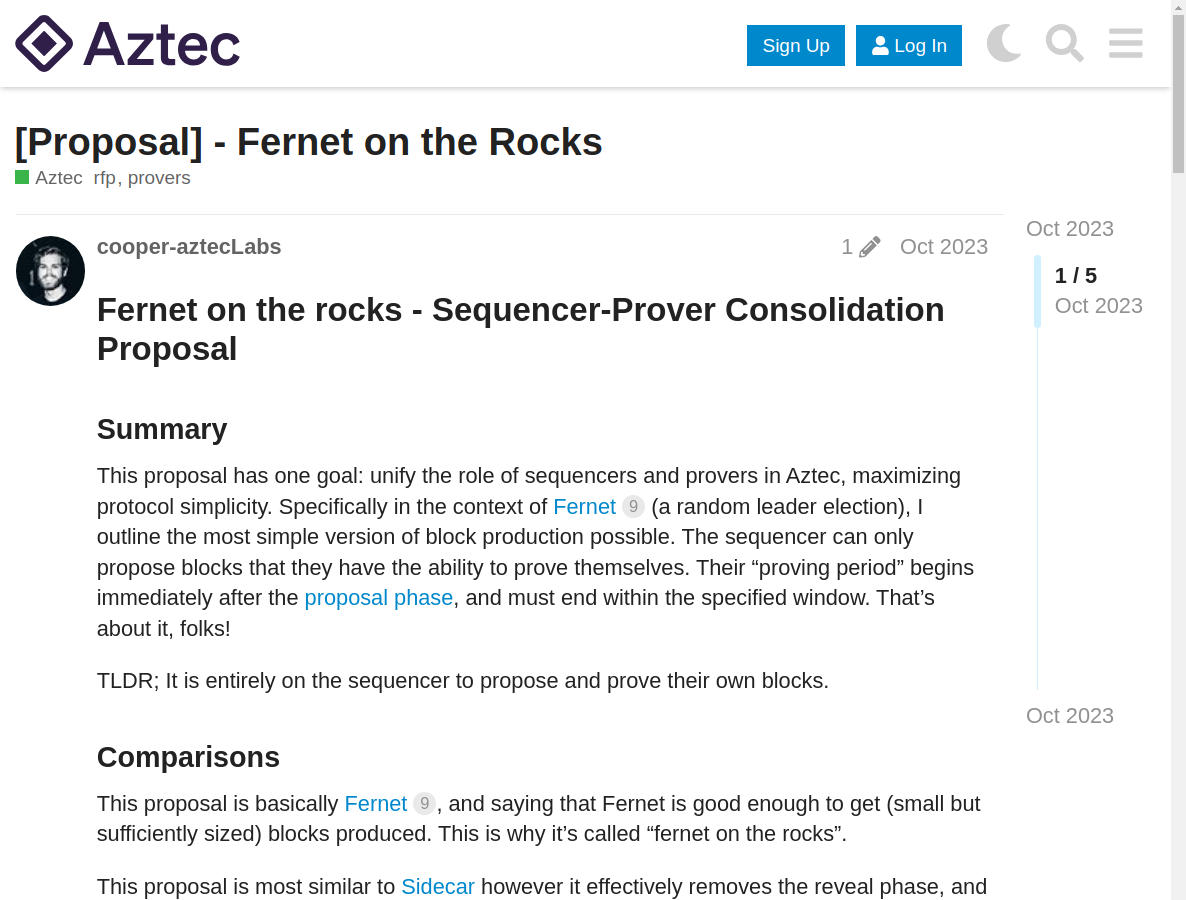 Aztec
Sign Up
Log In
[Proposal] - Fernet on the Rocks
Aztec rfp, provers
cooper-aztecLabs
1
Oct 2023
Oct 2023
1 / 5
Oct 2023
Fernet on the rocks - Sequencer-Prover Consolidation
Proposal
Summary
This proposal has one goal: unify the role of sequencers and provers in Aztec, maximizing
protocol simplicity. Specifically in the context of Fernet 9 (a random leader election), I
outline the most simple version of block production possible. The sequencer can only
propose blocks that they have the ability to prove themselves. Their “proving period” begins
immediately after the proposal phase, and must end within the specified window. That’s
about it, folks!
TLDR; It is entirely on the sequencer to propose and prove their own blocks.
Oct 2023
Comparisons
This proposal is basically Fernet 9, and saying that Fernet is good enough to get (small but
sufficiently sized) blocks produced. This is why it’s called “fernet on the rocks”.
This proposal is most similar to Sidecar however it effectively removes the reveal phase, and